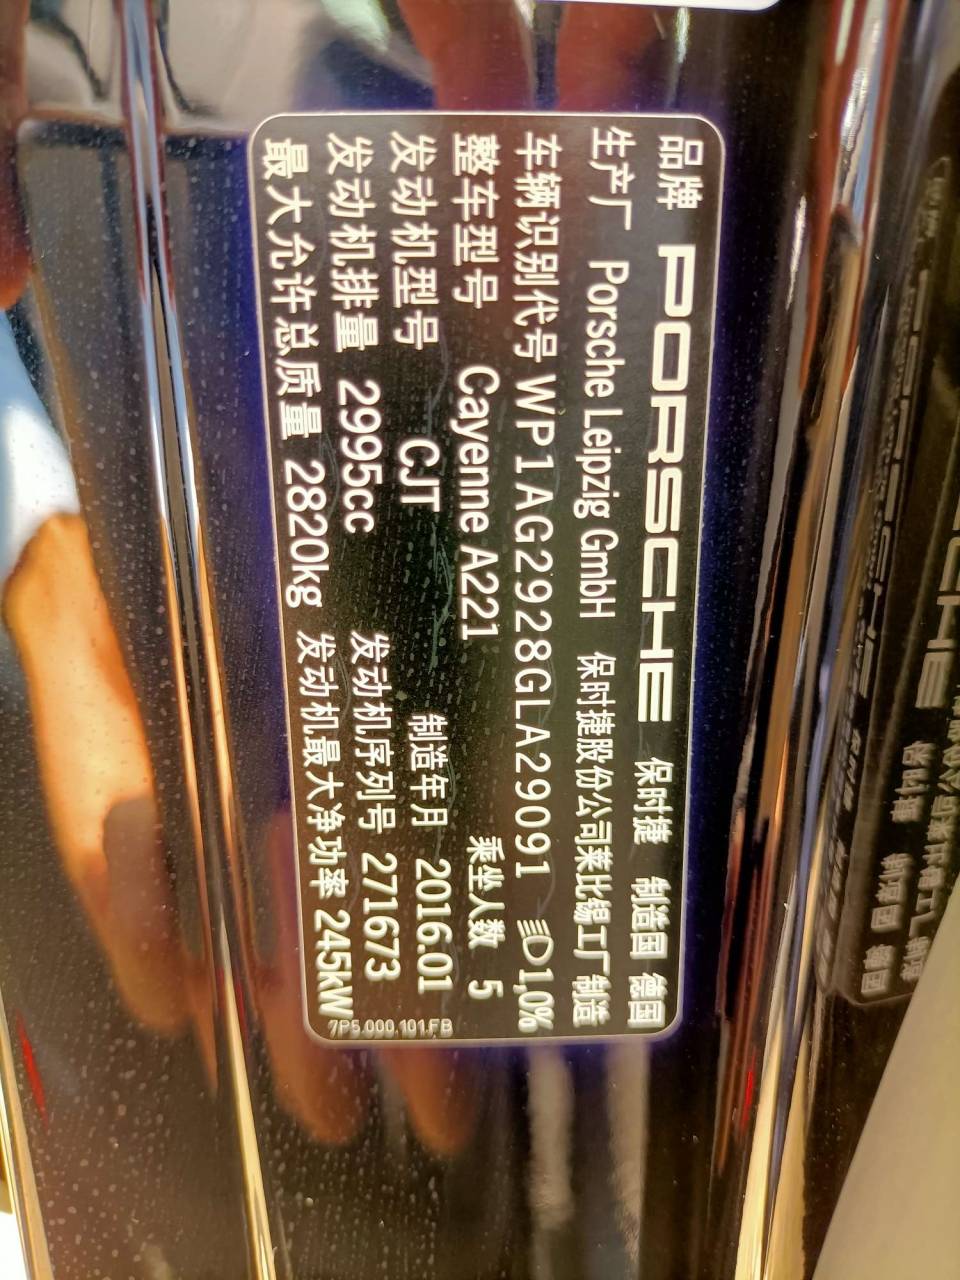 品牌 PORSCHE 保时捷 制造国 德国
生产厂 Porsche Leipzig GmbH 保时捷股份公司莱比锡工厂制造
车辆识别代号 WP1AG2928GLA29091 1,0%
整车型号 Cayenne A221 乘坐人数 5
发动机型号 CJT 制造年月 2016.01
发动机排量 2995cc 发动机序列号 271673
最大允许总质量 2820kg 发动机最大净功率 245kW
7P5.000.101.FB